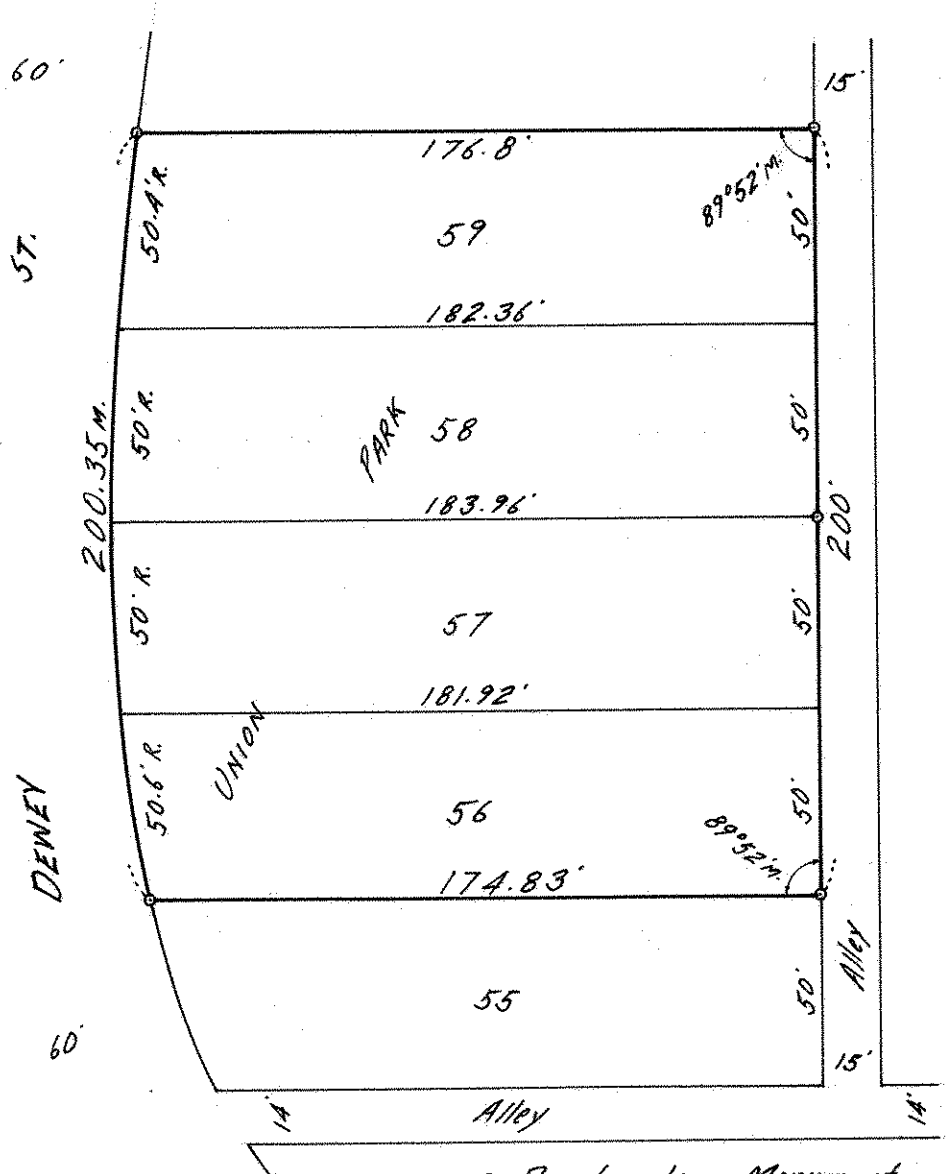 60'
15'
176.8'
89°52'M.
50.4'R.
50'
59
ST.
182.36'
50'R.
PARK
58
50'
183.96'
200.35 M.
200'
50' R.
57
50'
181.92'
UNION
50.6' R.
56
50'
DEWEY
89°52'M.
174.83'
55
50'
Alley
60'
15'
14'
Alley
14'